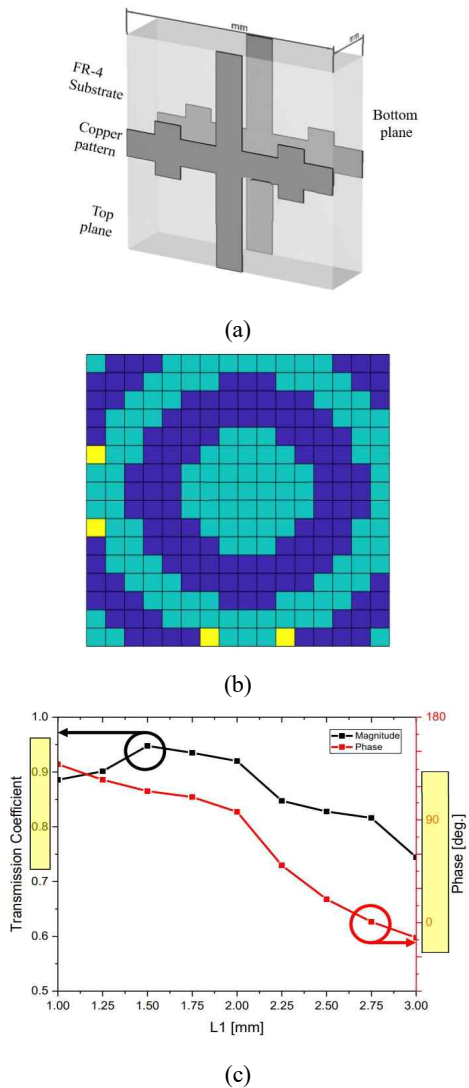 mm
mm
FR-4
Substrate
Copper
pattern
Top
plane
Bottom
plane
(a)
(b)
1.0
0.9
0.8
0.7
0.6
0.5
Transmission Coefficient
Magnitude
Phase
180
90
0
Phase [deg.]
1.00 1.25 1.50 1.75 2.00 2.25 2.50 2.75 3.00
L1 [mm]
(c)